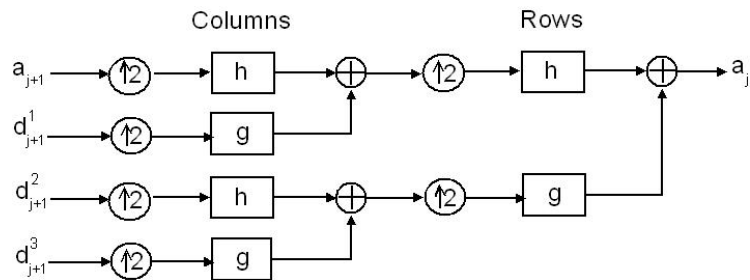 Columns Rows
a_{j+1} ↑2 h ↑2 h a_j
d^1_{j+1} ↑2 g
d^2_{j+1} ↑2 h ↑2 g
d^3_{j+1} ↑2 g